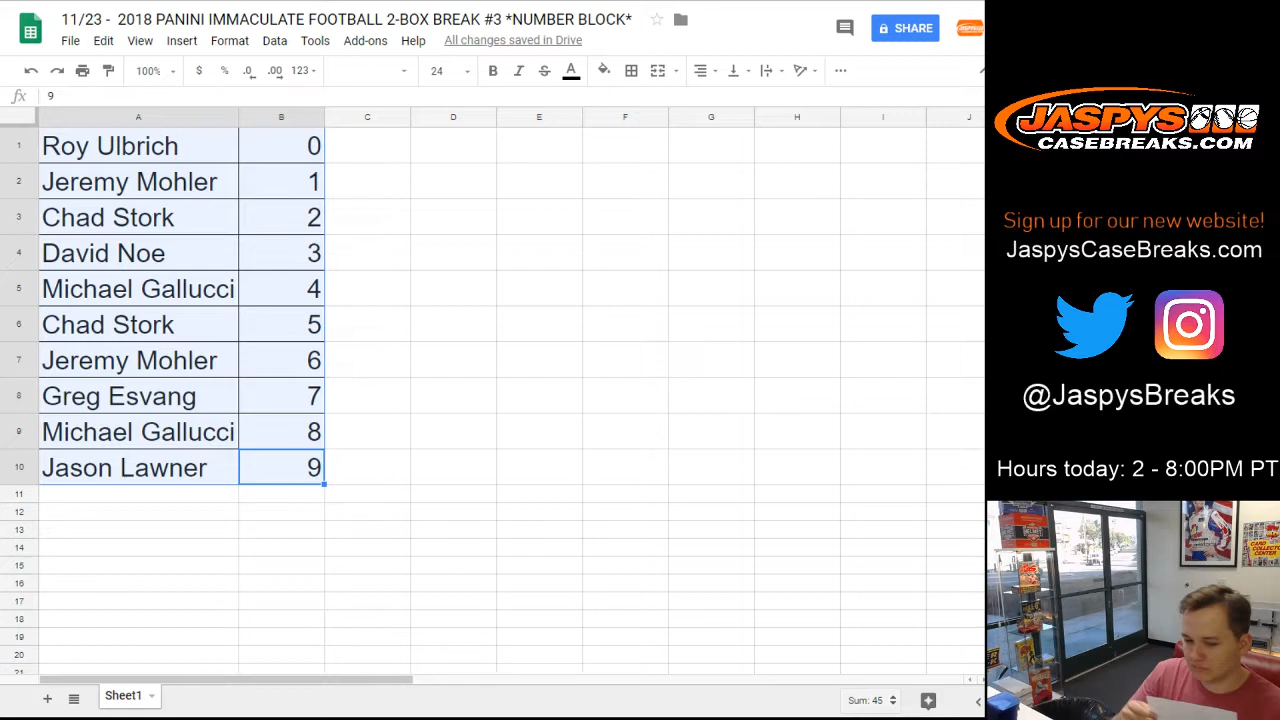 11/23 - 2018 PANINI IMMACULATE FOOTBALL 2-BOX BREAK #3 *NUMBER BLOCK*
SHARE
File Edit View Insert Format Data Tools Add-ons Help All changes saved in Drive
100% $ % .0 .00 123 24 B I S A
fx 9
A B C D E F G H I J
1 Roy Ulbrich 0
2 Jeremy Mohler 1
3 Chad Stork 2
4 David Noe 3
5 Michael Gallucci 4
6 Chad Stork 5
7 Jeremy Mohler 6
8 Greg Esvang 7
9 Michael Gallucci 8
10 Jason Lawner 9
11
12
13
14
15
16
17
18
19
20
21
Sheet1
Sum: 45
JASPYS
CASEBREAKS.COM
Sign up for our new website!
JaspysCaseBreaks.com
@JaspysBreaks
Hours today: 2 - 8:00PM PT
CARD
COLLECTOR
CENTER